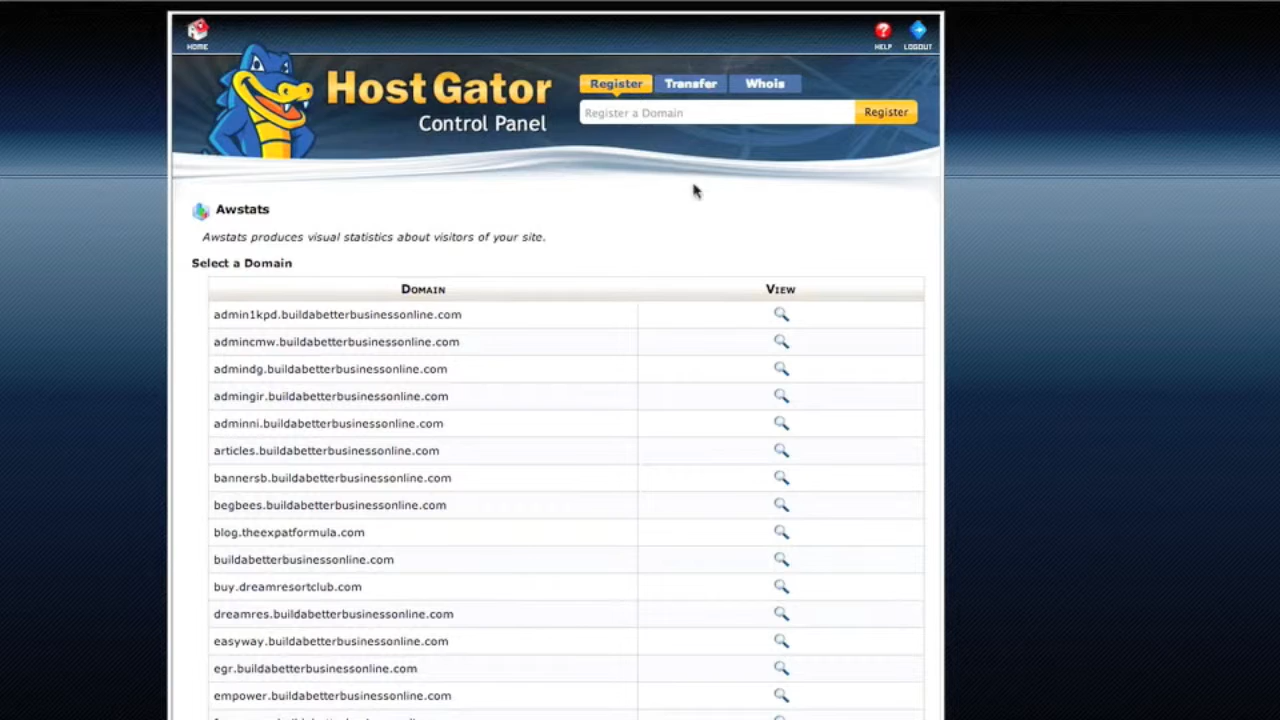 HOME
HELP
LOGOUT
HostGator
Control Panel
Register
Transfer
Whois
Register a Domain
Register
Awstats
Awstats produces visual statistics about visitors of your site.
Select a Domain
DOMAIN
VIEW
admin1kpd.buildabetterbusinessonline.com
admincmw.buildabetterbusinessonline.com
admindg.buildabetterbusinessonline.com
admingir.buildabetterbusinessonline.com
adminni.buildabetterbusinessonline.com
articles.buildabetterbusinessonline.com
bannersb.buildabetterbusinessonline.com
begbees.buildabetterbusinessonline.com
blog.theexpatformula.com
buildabetterbusinessonline.com
buy.dreamresortclub.com
dreamres.buildabetterbusinessonline.com
easyway.buildabetterbusinessonline.com
egr.buildabetterbusinessonline.com
empower.buildabetterbusinessonline.com